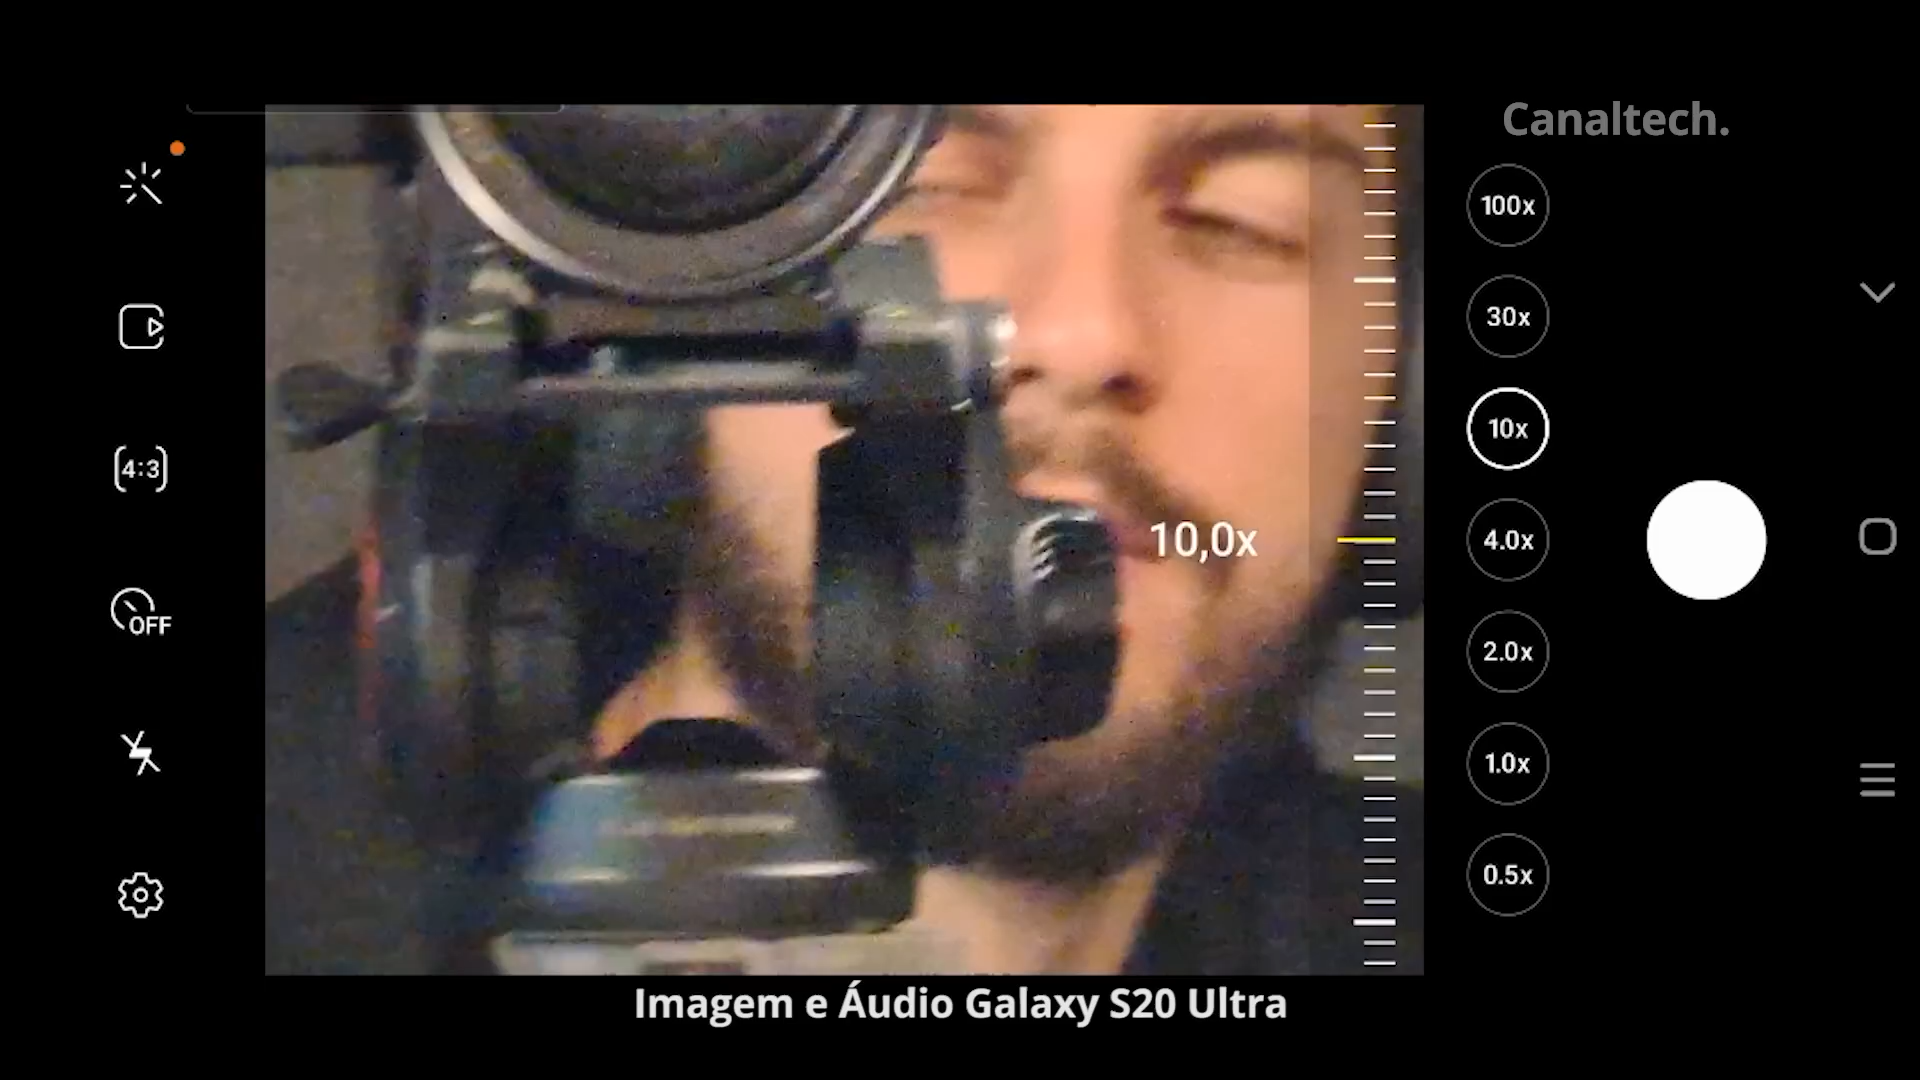 Canaltech.
100x
30x
10x
4:3
10,0x
4.0x
OFF
2.0x
1.0x
0.5x
Imagem e Áudio Galaxy S20 Ultra